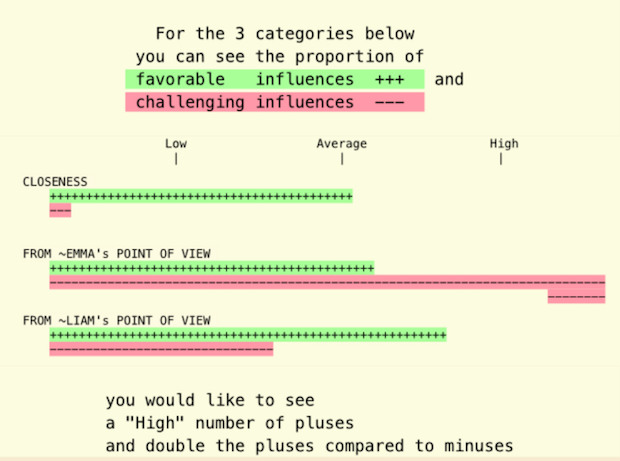 For the 3 categories below
you can see the proportion of
favorable influences +++ and
challenging influences ---
Low Average High
| | |
CLOSENESS
++++++++++++++++++++++++++++++++++++++++++
---
FROM ~EMMA's POINT OF VIEW
+++++++++++++++++++++++++++++++++++++++++++++
-----------------------------------------------------------------------------
--------
FROM ~LIAM's POINT OF VIEW
+++++++++++++++++++++++++++++++++++++++++++++++++++++++
-------------------------------
you would like to see
a "High" number of pluses
and double the pluses compared to minuses